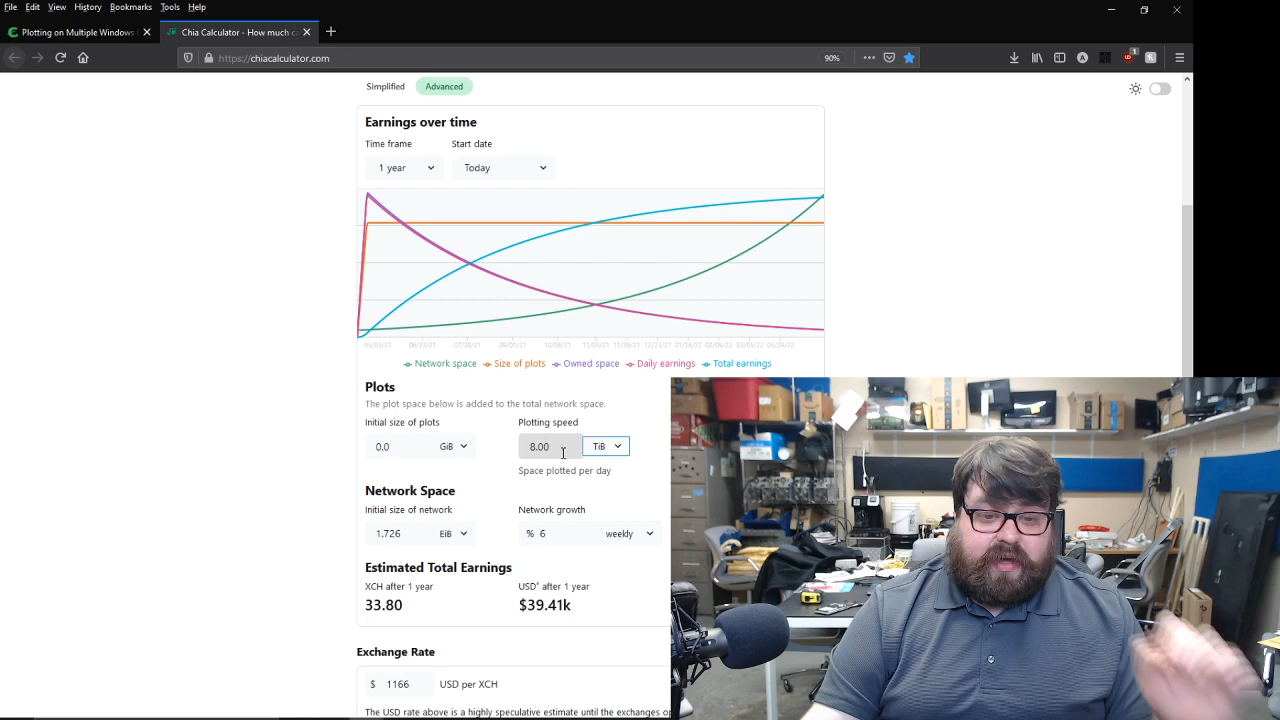 File Edit View History Bookmarks Tools Help
Plotting on Multiple Windows
Chia Calculator - How much c
https://chiacalculator.com
90%
Simplified Advanced
Earnings over time
Time frame Start date
1 year Today
Network space Size of plots Owned space Daily earnings Total earnings
Plots
The plot space below is added to the total network space.
Initial size of plots Plotting speed
0.0 GiB 8.00 TiB
Space plotted per day
Network Space
Initial size of network Network growth
1.726 EiB % 6 weekly
Estimated Total Earnings
XCH after 1 year USD* after 1 year
33.80 $39.41k
Exchange Rate
$ 1166 USD per XCH
The USD rate above is a highly speculative estimate until the exchanges